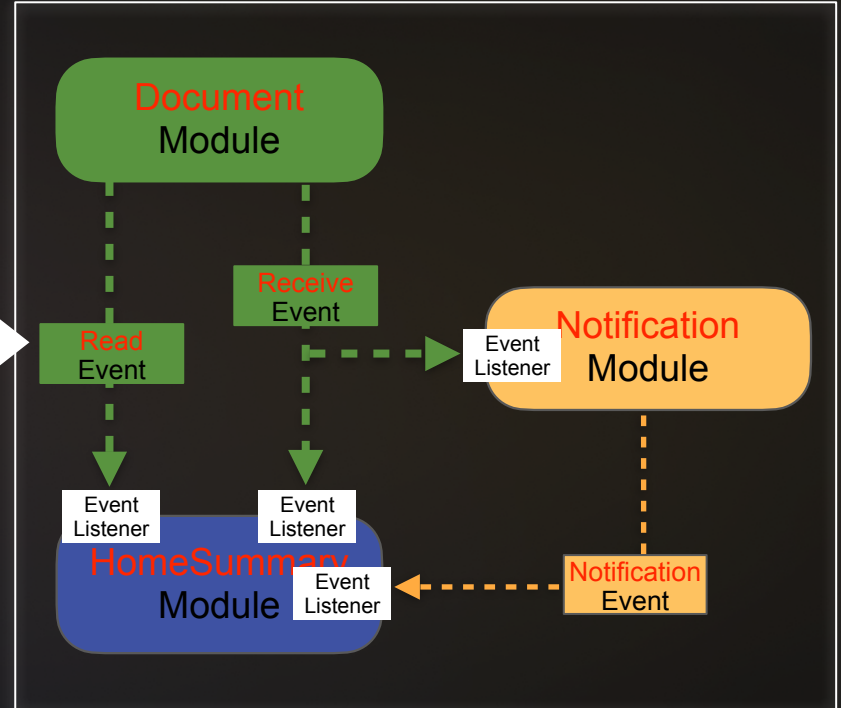 Document
Module
Receive
Event
Read
Event
Event
Listener
Notification
Module
Event
Listener
Event
Listener
HomeSummary
Module
Event
Listener
Notification
Event